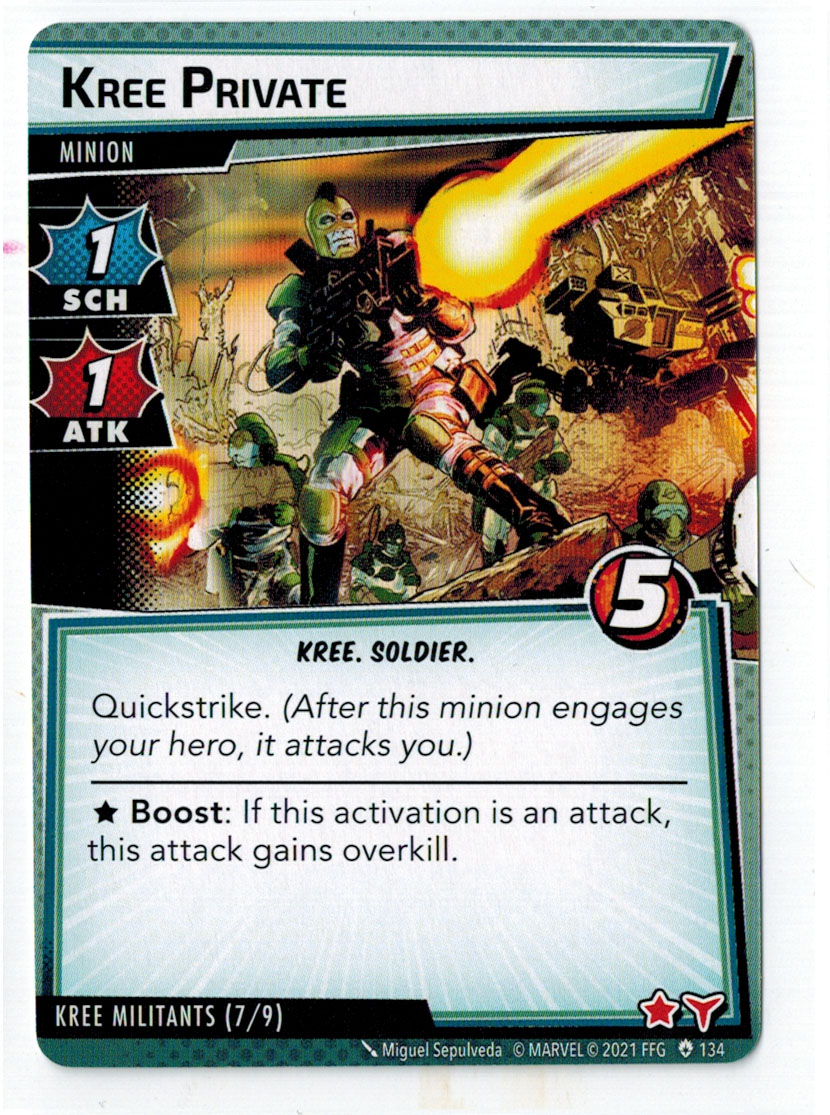 KREE PRIVATE
MINION
1
SCH
1
ATK
5
KREE. SOLDIER.
Quickstrike. (After this minion engages
your hero, it attacks you.)
★ Boost: If this activation is an attack,
this attack gains overkill.
KREE MILITANTS (7/9)
Miguel Sepulveda © MARVEL © 2021 FFG 134